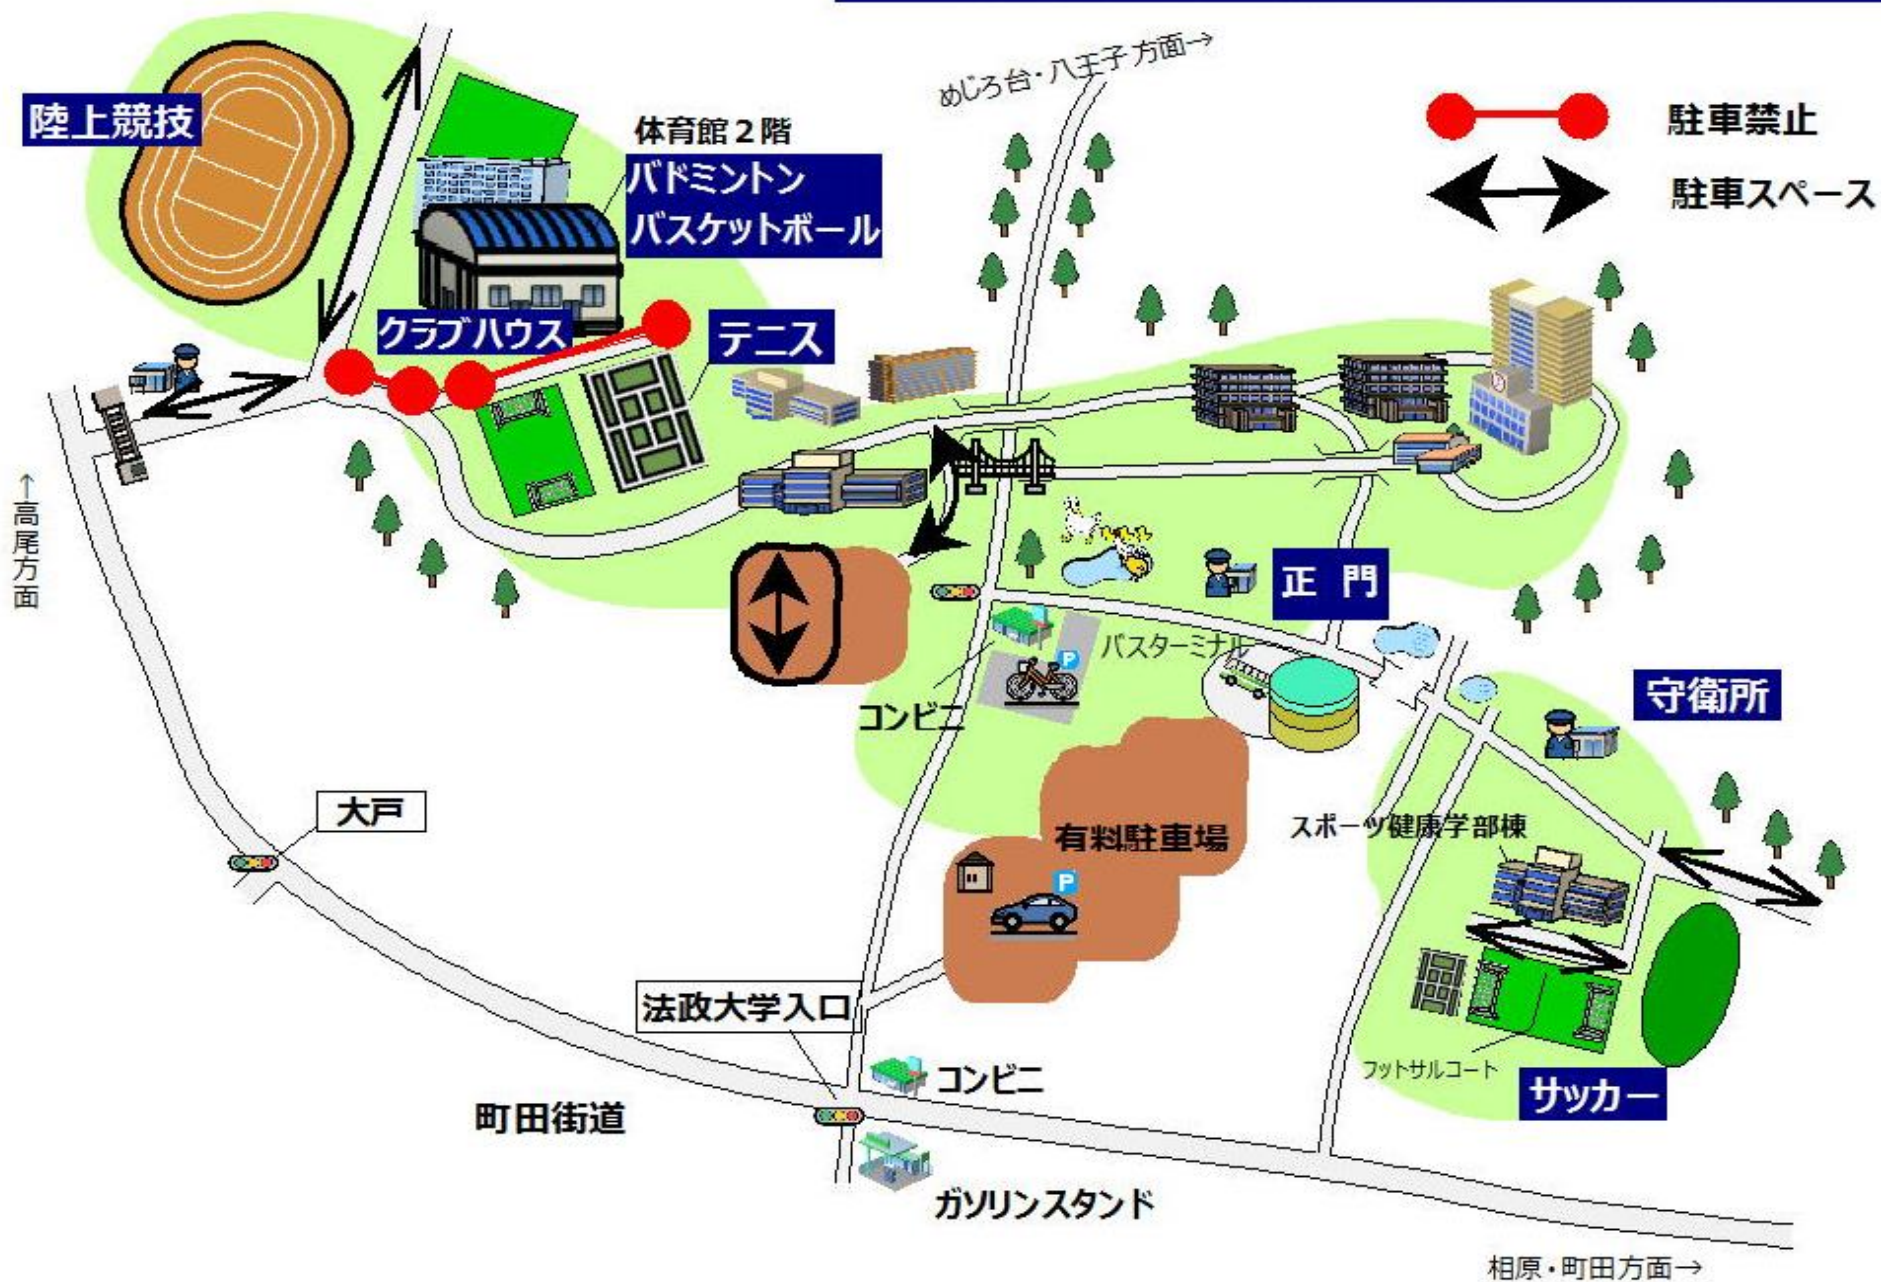 めじろ台・八王子方面→
駐車禁止
駐車スペース
陸上競技
体育館２階
バドミントン
バスケットボール
クラブハウス
テニス
↑高尾方面
正 門
バスターミナル
P
コンビニ
守衛所
大戸
有料駐車場
P
スポーツ健康学部棟
法政大学入口
フットサルコート
サッカー
コンビニ
町田街道
ガソリンスタンド
相原・町田方面→